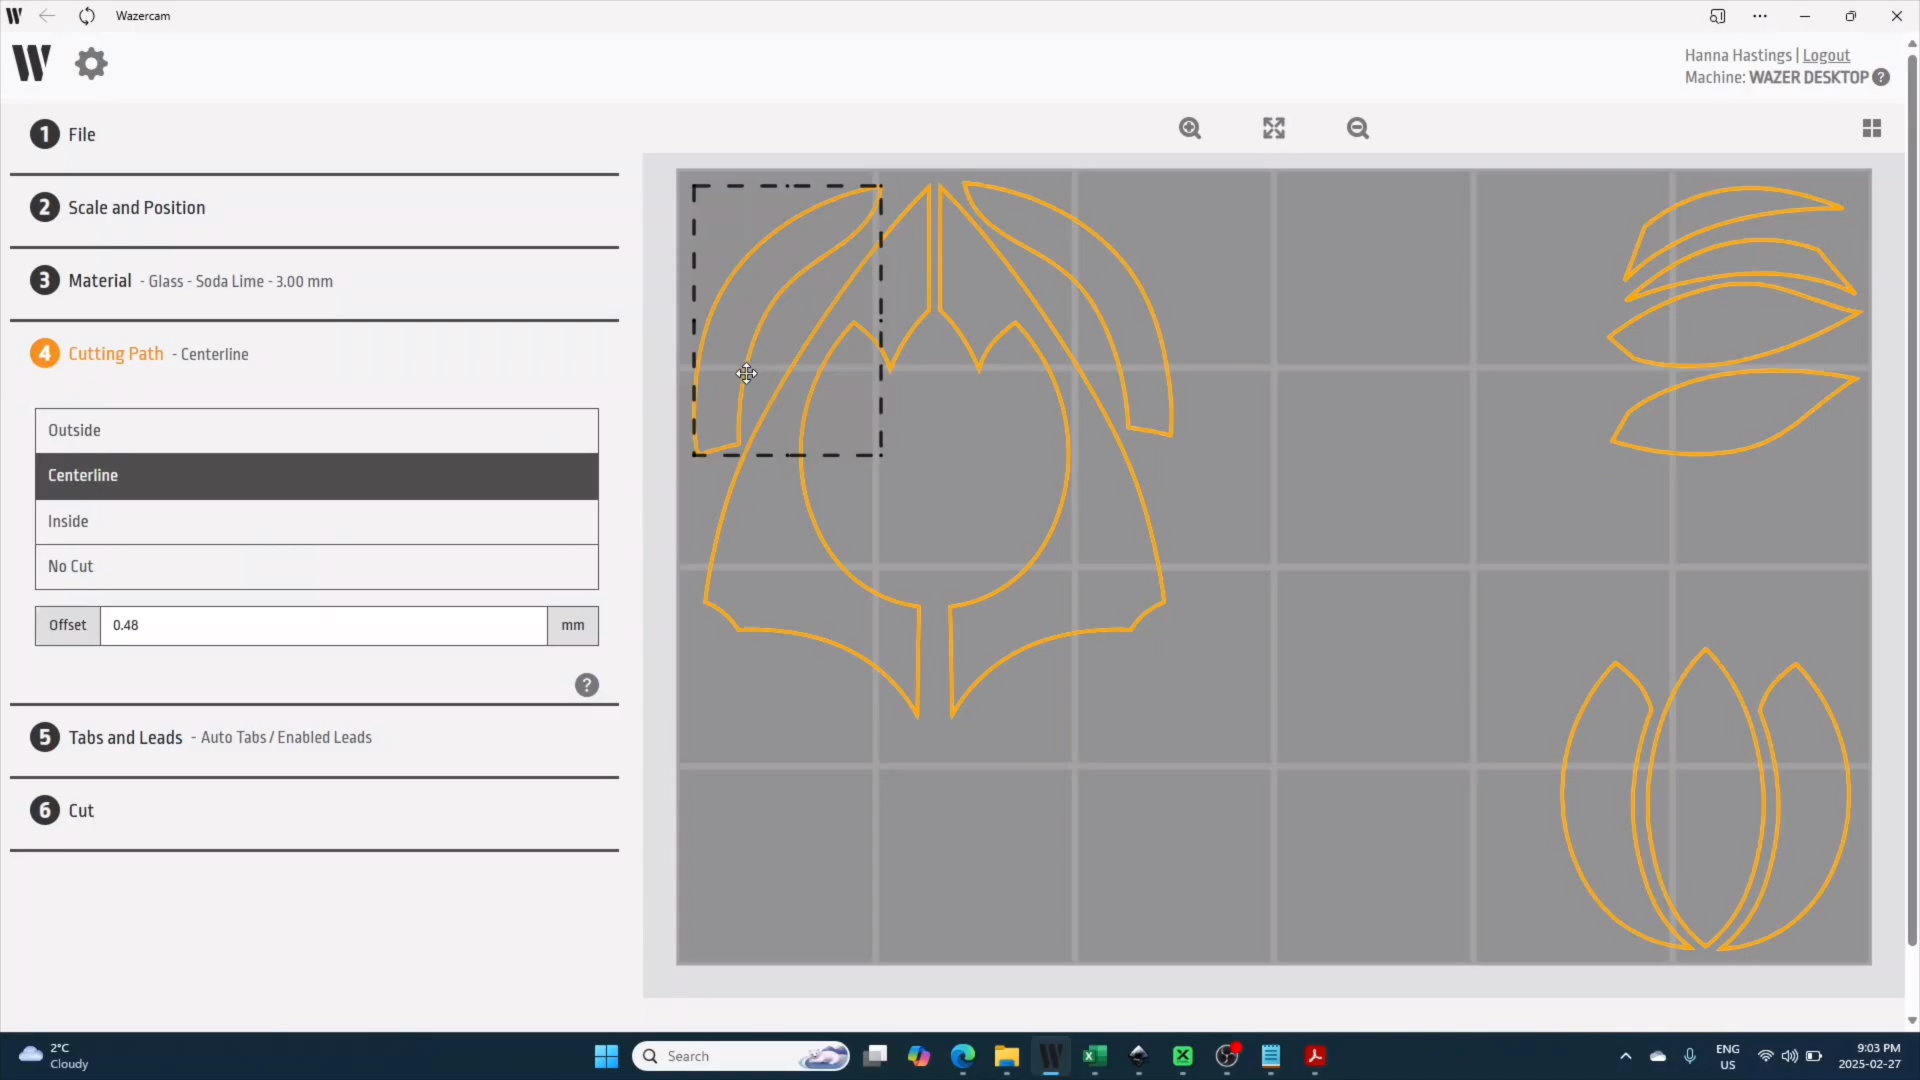 Wazercam
W
Hanna Hastings | Logout
Machine: WAZER DESKTOP ?
1 File
2 Scale and Position
3 Material - Glass - Soda Lime - 3.00 mm
4 Cutting Path - Centerline
Outside
Centerline
Inside
No Cut
Offset 0.48 mm
?
5 Tabs and Leads - Auto Tabs / Enabled Leads
6 Cut
2°C
Cloudy
Search
ENG
US
9:03 PM
2025-02-27